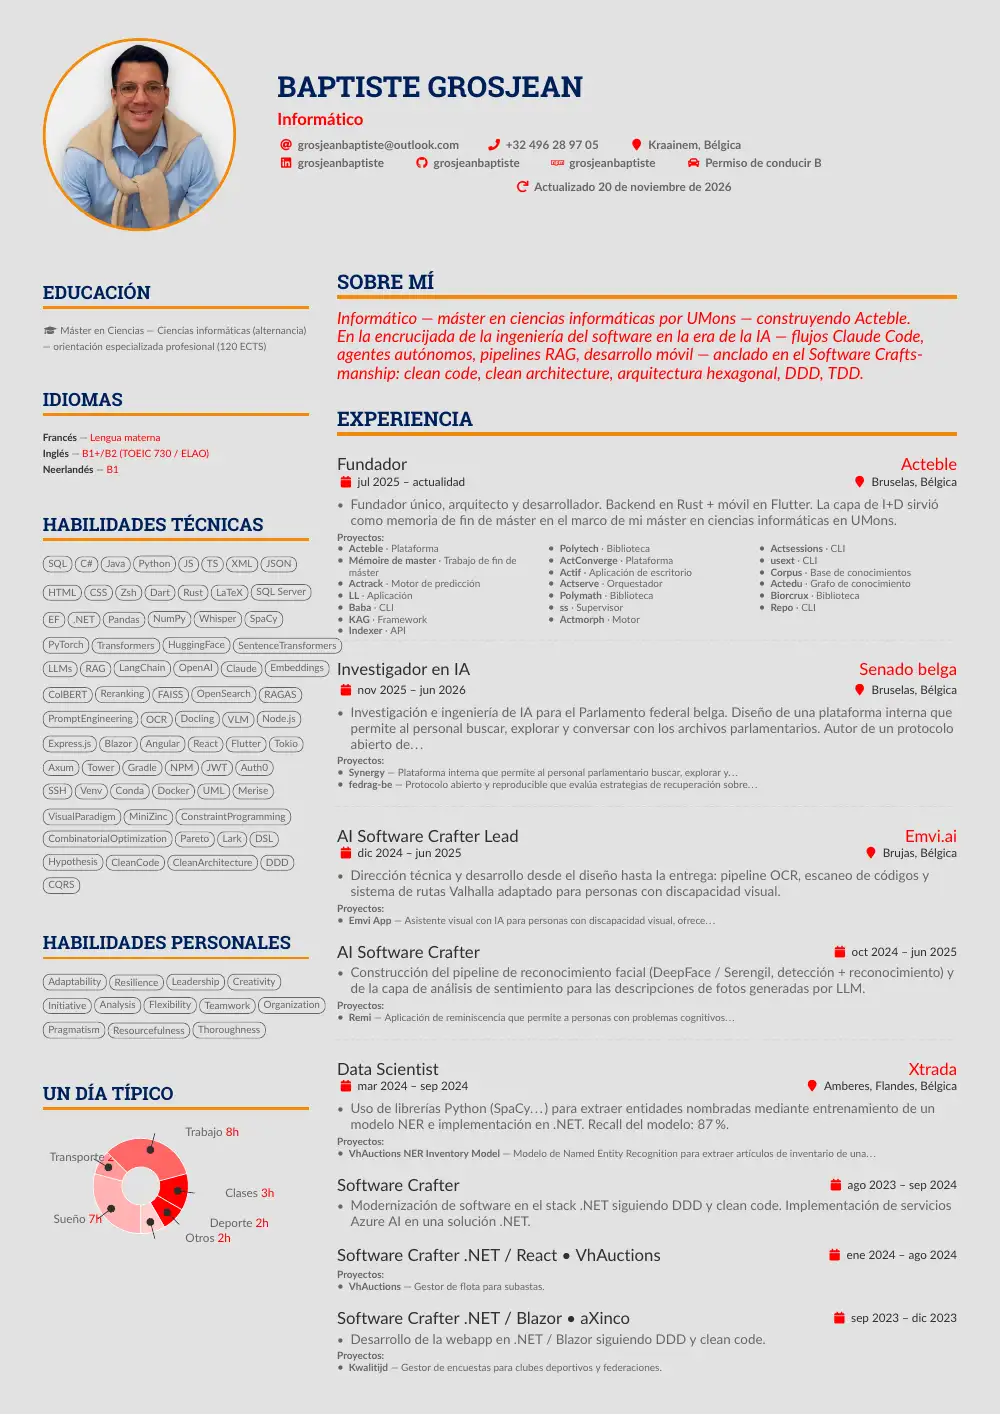 BAPTISTE GROSJEAN
Informático
grosjeanbaptiste@outlook.com +32 496 28 97 05 Kraainem, Bélgica
grosjeanbaptiste grosjeanbaptiste grosjeanbaptiste Permiso de conducir B
Actualizado 20 de noviembre de 2026
EDUCACIÓN
Máster en Ciencias — Ciencias informàticas (alternancia)
— orientación especializada profesional (120 ECTS)
IDIOMAS
Francés — Lengua materna
Inglés — B1+/B2 (TOEIC 730 / ELAO)
Neerlandés — B1
HABILIDADES TÉCNICAS
SQL C# Java Python JS TS XML JSON
HTML CSS Zsh Dart Rust LaTeX SQL Server
EF .NET Pandas NumPy Whisper SpaCy
PyTorch Transformers HuggingFace SentenceTransformers
LLMs RAG LangChain OpenAI Claude Embeddings
ColBERT Reranking FAISS OpenSearch RAGAS
PromptEngineering OCR Docling VLM Node.js
Express.js Blazor Angular React Flutter Tokio
Axum Tower Gradle NPM JWT Auth0
SSH Venv Conda Docker UML Merise
VisualParadigm MiniZinc ConstraintProgramming
CombinatorialOptimization Pareto Lark DSL
Hypothesis CleanCode CleanArchitecture DDD
CQRS
HABILIDADES PERSONALES
Adaptability Resilience Leadership Creativity
Initiative Analysis Flexibility Teamwork Organization
Pragmatism Resourcefulness Thoroughness
UN DÍA TÍPICO
Trabajo 8h
Transporte
Clases 3h
Sueño 7h
Deporte 2h
Otros 2h
SOBRE MÍ
Informático — máster en ciencias informáticas por UMons — construyendo Acteble.
En la encrucijada de la ingeniería del software en la era de la IA — flujos Claude Code,
agentes autónomos, pipelines RAG, desarrollo móvil — anclado en el Software Crafts-
manship: clean code, clean architecture, arquitectura hexagonal, DDD, TDD.
EXPERIENCIA
Fundador Acteble
jul 2025 – actualidad Bruselas, Bélgica
• Fundador único, arquitecto y desarrollador. Backend en Rust + móvil en Flutter. La capa de I+D sirvió
como memoria de fin de máster en el marco de mi máster en ciencias informáticas en UMons.
Proyectos:
• Acteble · Plataforma
• Mémoire de master · Trabajo de fin de
máster
• Actrack · Motor de predicción
• LL · Aplicación
• Baba · CLI
• KAG · Framework
• Indexer · API
• Polytech · Biblioteca
• ActConverge · Plataforma
• Actif · Aplicación de escritorio
• Actserve · Orquestador
• Polymath · Biblioteca
• ss · Supervisor
• Actmorph · Motor
• Actsessions · CLI
• usext · CLI
• Corpus · Base de conocimientos
• Actedu · Grafo de conocimiento
• Biorcrux · Biblioteca
• Repo · CLI
Investigador en IA Senado belga
nov 2025 – jun 2026 Bruselas, Bélgica
• Investigación e ingeniería de IA para el Parlamento federal belga. Diseño de una plataforma interna que
permite al personal buscar, explorar y conversar con los archivos parlamentarios. Autor de un protocolo
abierto de…
Proyectos:
• Synergy — Plataforma interna que permite al personal parlamentario buscar, explorar y…
• fedrag-be — Protocolo abierto y reproducible que evalúa estrategias de recuperación sobre…
AI Software Crafter Lead Emvi.ai
dic 2024 – jun 2025 Brujas, Bélgica
• Dirección técnica y desarrollo desde el diseño hasta la entrega: pipeline OCR, escaneo de códigos y
sistema de rutas Valhalla adaptado para personas con discapacidad visual.
Proyectos:
• Emvi App — Asistente visual con IA para personas con discapacidad visual, ofrece…
AI Software Crafter oct 2024 – jun 2025
• Construcción del pipeline de reconocimiento facial (DeepFace / Serengil, detección + reconocimiento) y
de la capa de análisis de sentimiento para las descripciones de fotos generadas por LLM.
Proyectos:
• Remi — Aplicación de reminiscencia que permite a personas con problemas cognitivos…
Data Scientist Xtrada
mar 2024 – sep 2024 Amberes, Flandes, Bélgica
• Uso de librerías Python (SpaCy…) para extraer entidades nombradas mediante entrenamiento de un
modelo NER e implementación en .NET. Recall del modelo: 87 %.
Proyectos:
• VhAuctions NER Inventory Model — Modelo de Named Entity Recognition para extraer artículos de inventario de una…
Software Crafter ago 2023 – sep 2024
• Modernización de software en el stack .NET siguiendo DDD y clean code. Implementación de servicios
Azure AI en una solución .NET.
Software Crafter .NET / React • VhAuctions ene 2024 – ago 2024
Proyectos:
• VhAuctions — Gestor de flota para subastas.
Software Crafter .NET / Blazor • aXinco sep 2023 – dic 2023
• Desarrollo de la webapp en .NET / Blazor siguiendo DDD y clean code.
Proyectos:
• Kwalitijd — Gestor de encuestas para clubes deportivos y federaciones.